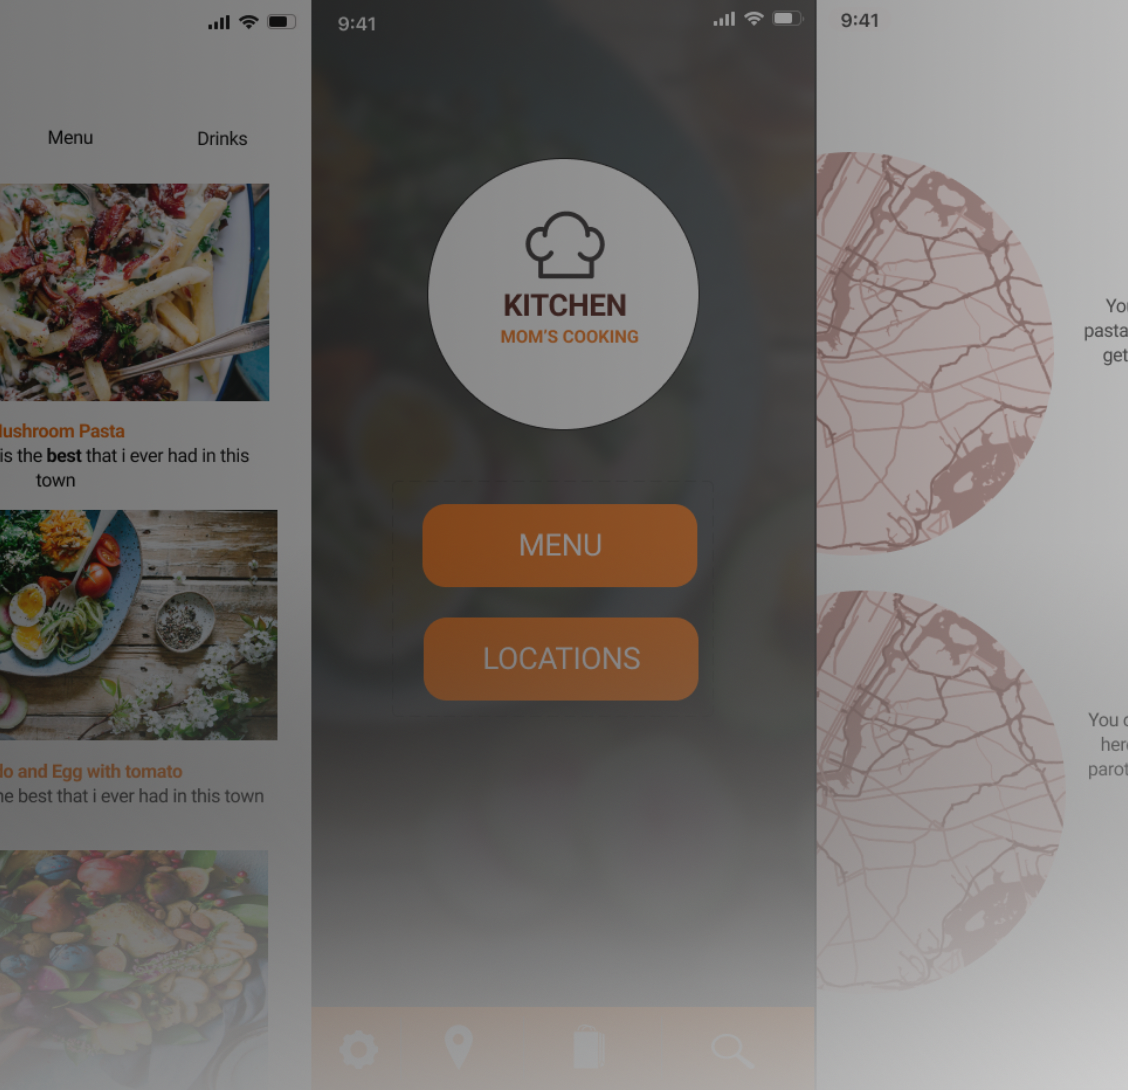 Menu
Drinks
ushroom Pasta
is the best that i ever had in this
town
lo and Egg with tomato
he best that i ever had in this town
9:41
KITCHEN
MOM'S COOKING
MENU
LOCATIONS
9:41
You
pasta
get
You
here
parot